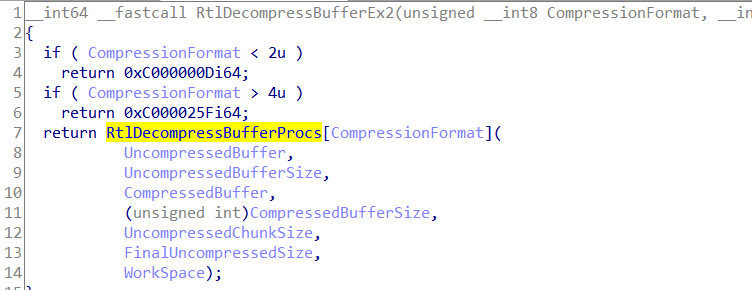 1 __int64 __fastcall RtlDecompressBufferEx2(unsigned __int8 CompressionFormat, __in
2 {
3 if ( CompressionFormat < 2u )
4 return 0xC000000Di64;
5 if ( CompressionFormat > 4u )
6 return 0xC000025Fi64;
7 return RtlDecompressBufferProcs[CompressionFormat](
8 UncompressedBuffer,
9 UncompressedBufferSize,
10 CompressedBuffer,
11 (unsigned int)CompressedBufferSize,
12 UncompressedChunkSize,
13 FinalUncompressedSize,
14 WorkSpace);